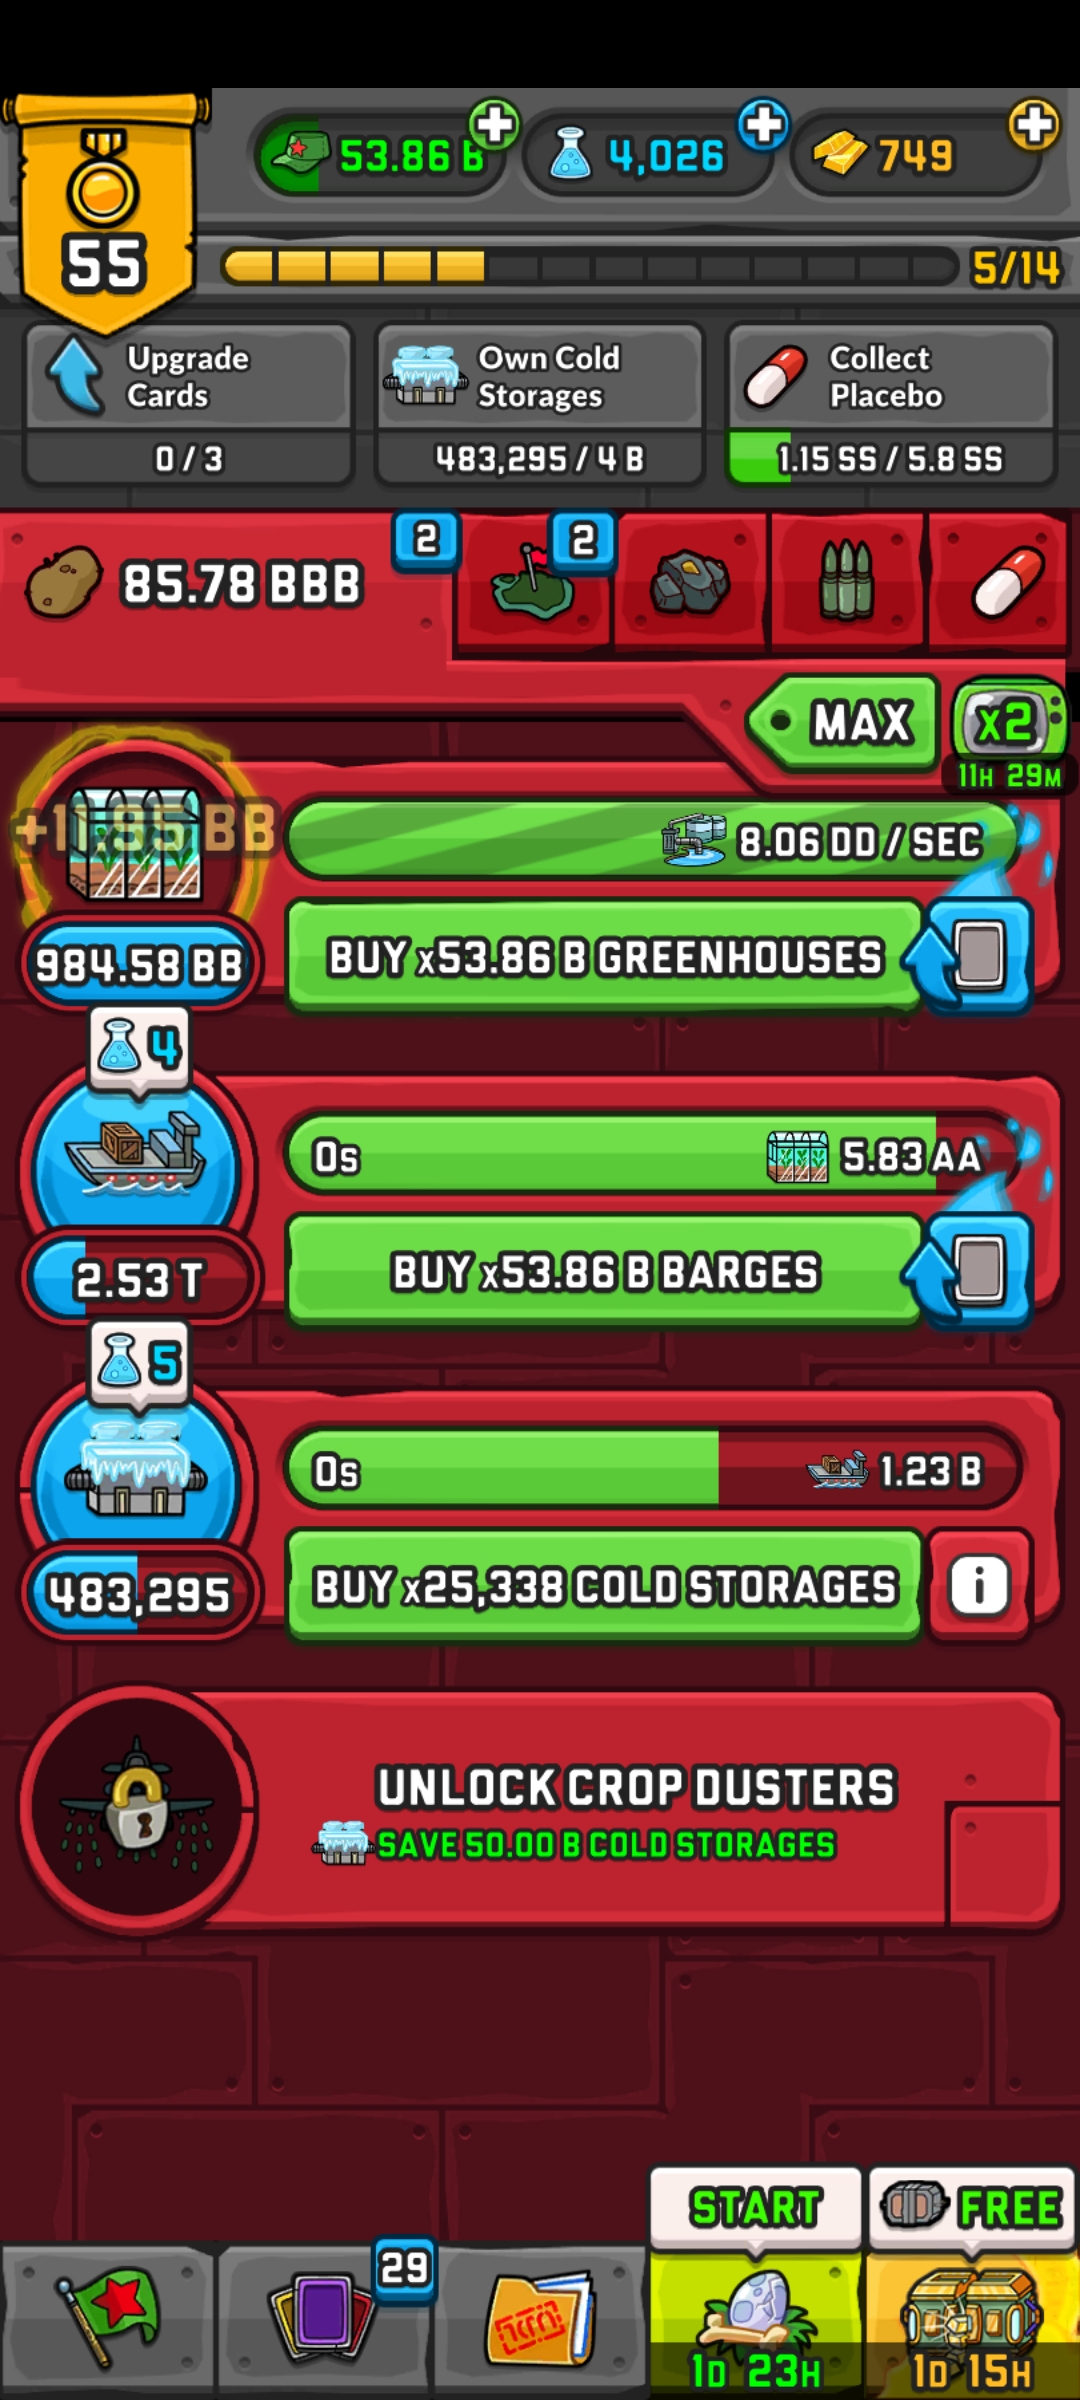 53.86 B
4,026
749
55
5/14
Upgrade
Cards
0 / 3
Own Cold
Storages
483,295 / 4 B
Collect
Placebo
1.15 SS / 5.8 SS
85.78 BBB
2
2
MAX
x2
11H 29M
+11.85 BB
8.06 DD / SEC
984.58 BB
BUY x53.86 B GREENHOUSES
4
0s
5.83 AA
2.53 T
BUY x53.86 B BARGES
5
0s
1.23 B
483,295
BUY x25,338 COLD STORAGES
i
UNLOCK CROP DUSTERS
SAVE 50.00 B COLD STORAGES
START
FREE
29
1D 23H
1D 15H